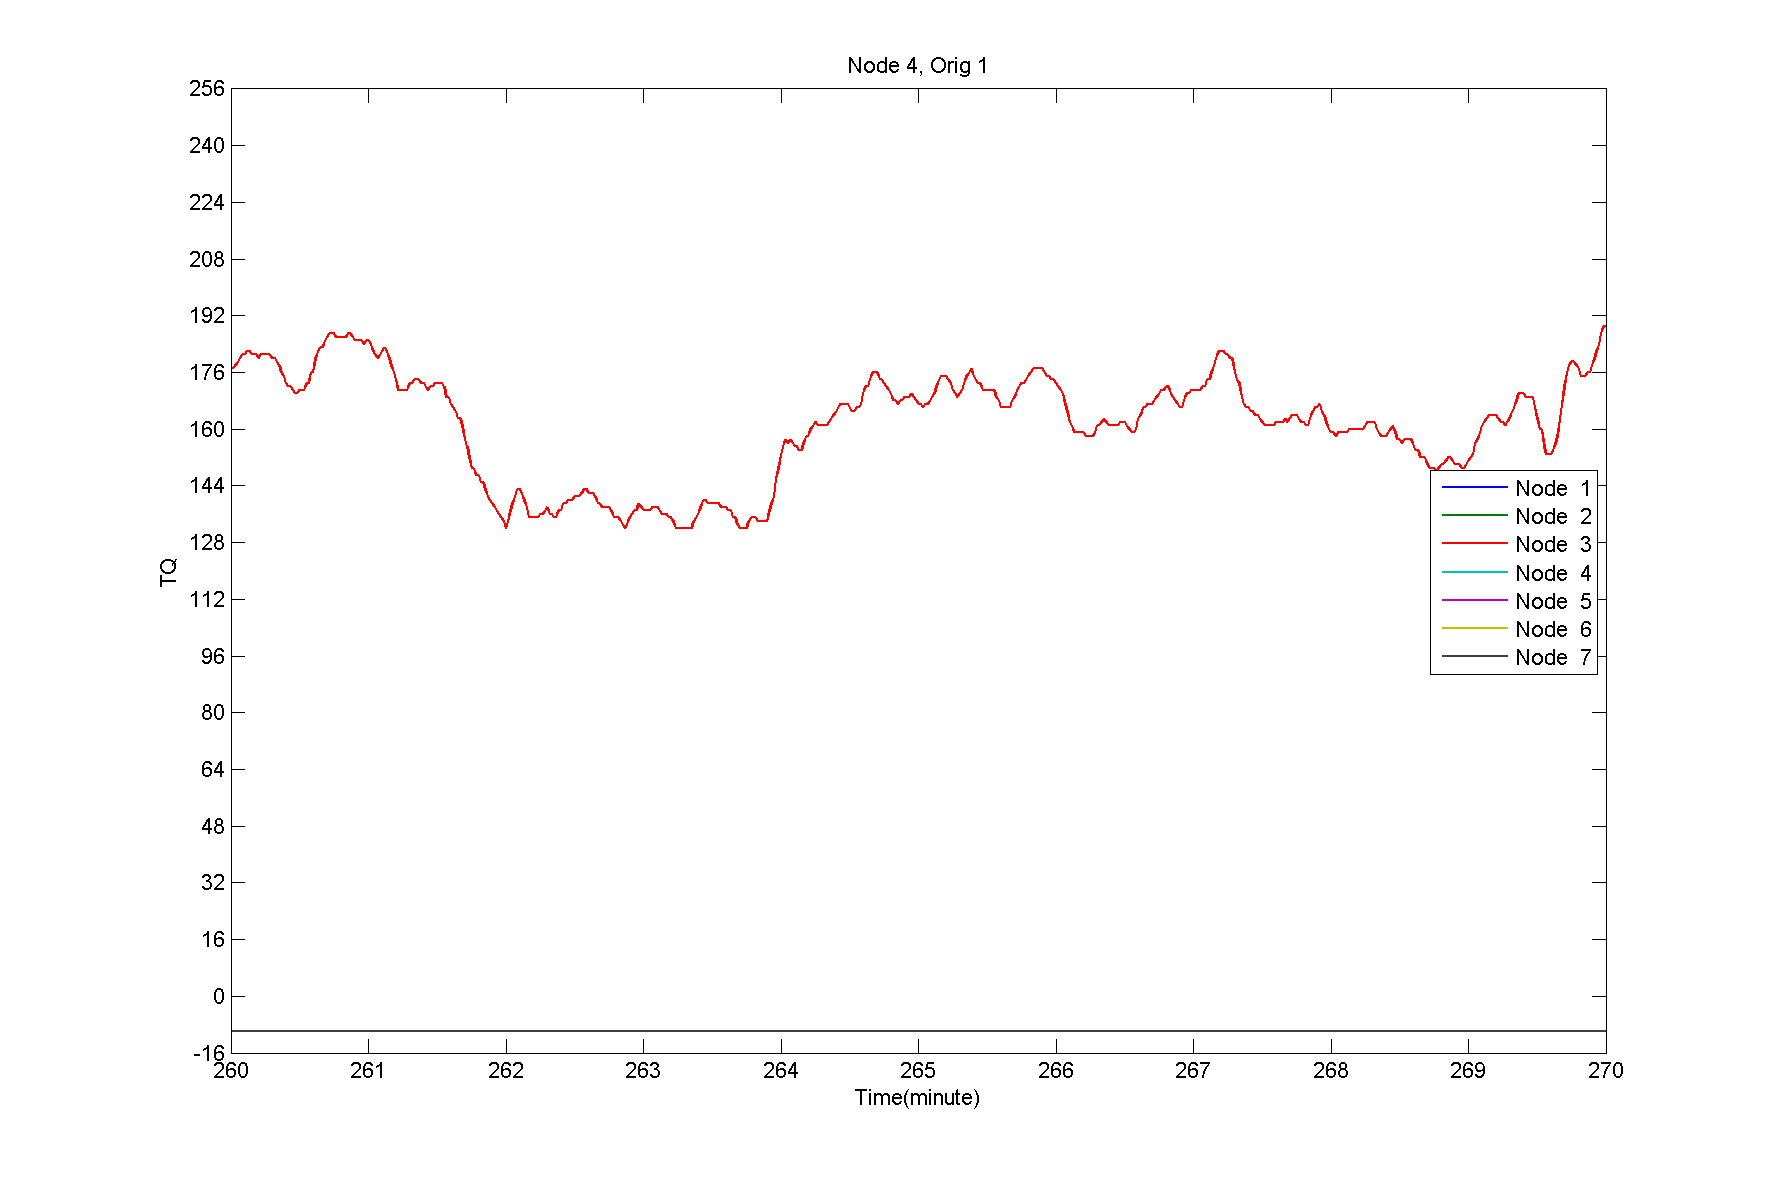 Node 4, Orig 1
256
240
224
208
192
176
160
144
128
112
96
80
64
48
32
16
0
-16
TQ
Node 1
Node 2
Node 3
Node 4
Node 5
Node 6
Node 7
260 261 262 263 264 265 266 267 268 269 270
Time(minute)